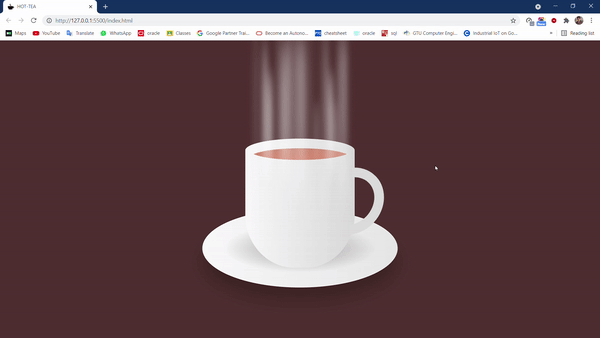 HOT-TEA
http://127.0.0.1:5500/index.html
Maps YouTube Translate WhatsApp oracle Classes Google Partner Trai... Become an Autono... cheatsheet oracle sql GTU Computer Engi... Industrial IoT on Go... » Reading list